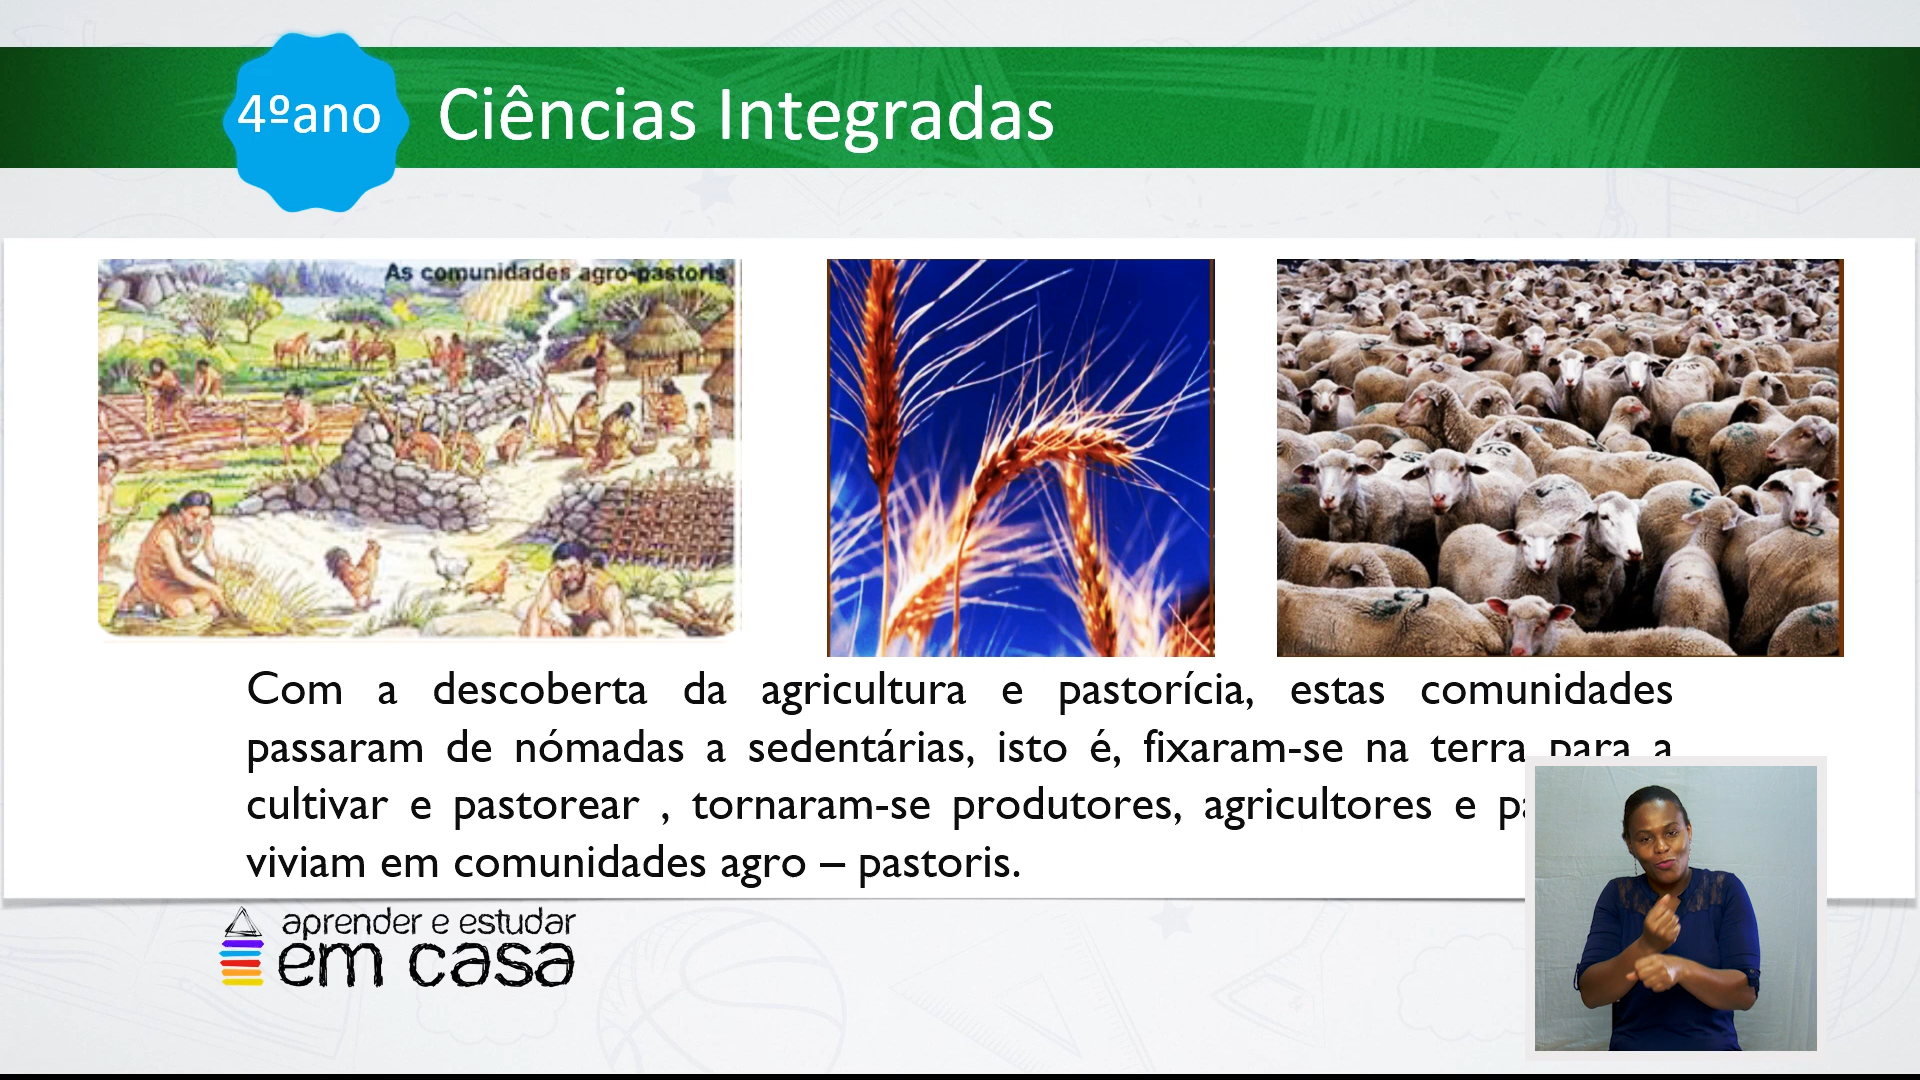 4ºano
Ciências Integradas
As comunidades agro-pastoris
Com a descoberta da agricultura e pastorícia, estas comunidades
passaram de nómadas a sedentárias, isto é, fixaram-se na terra para a
cultivar e pastorear , tornaram-se produtores, agricultores e
viviam em comunidades agro – pastoris.
aprender e estudar
em casa